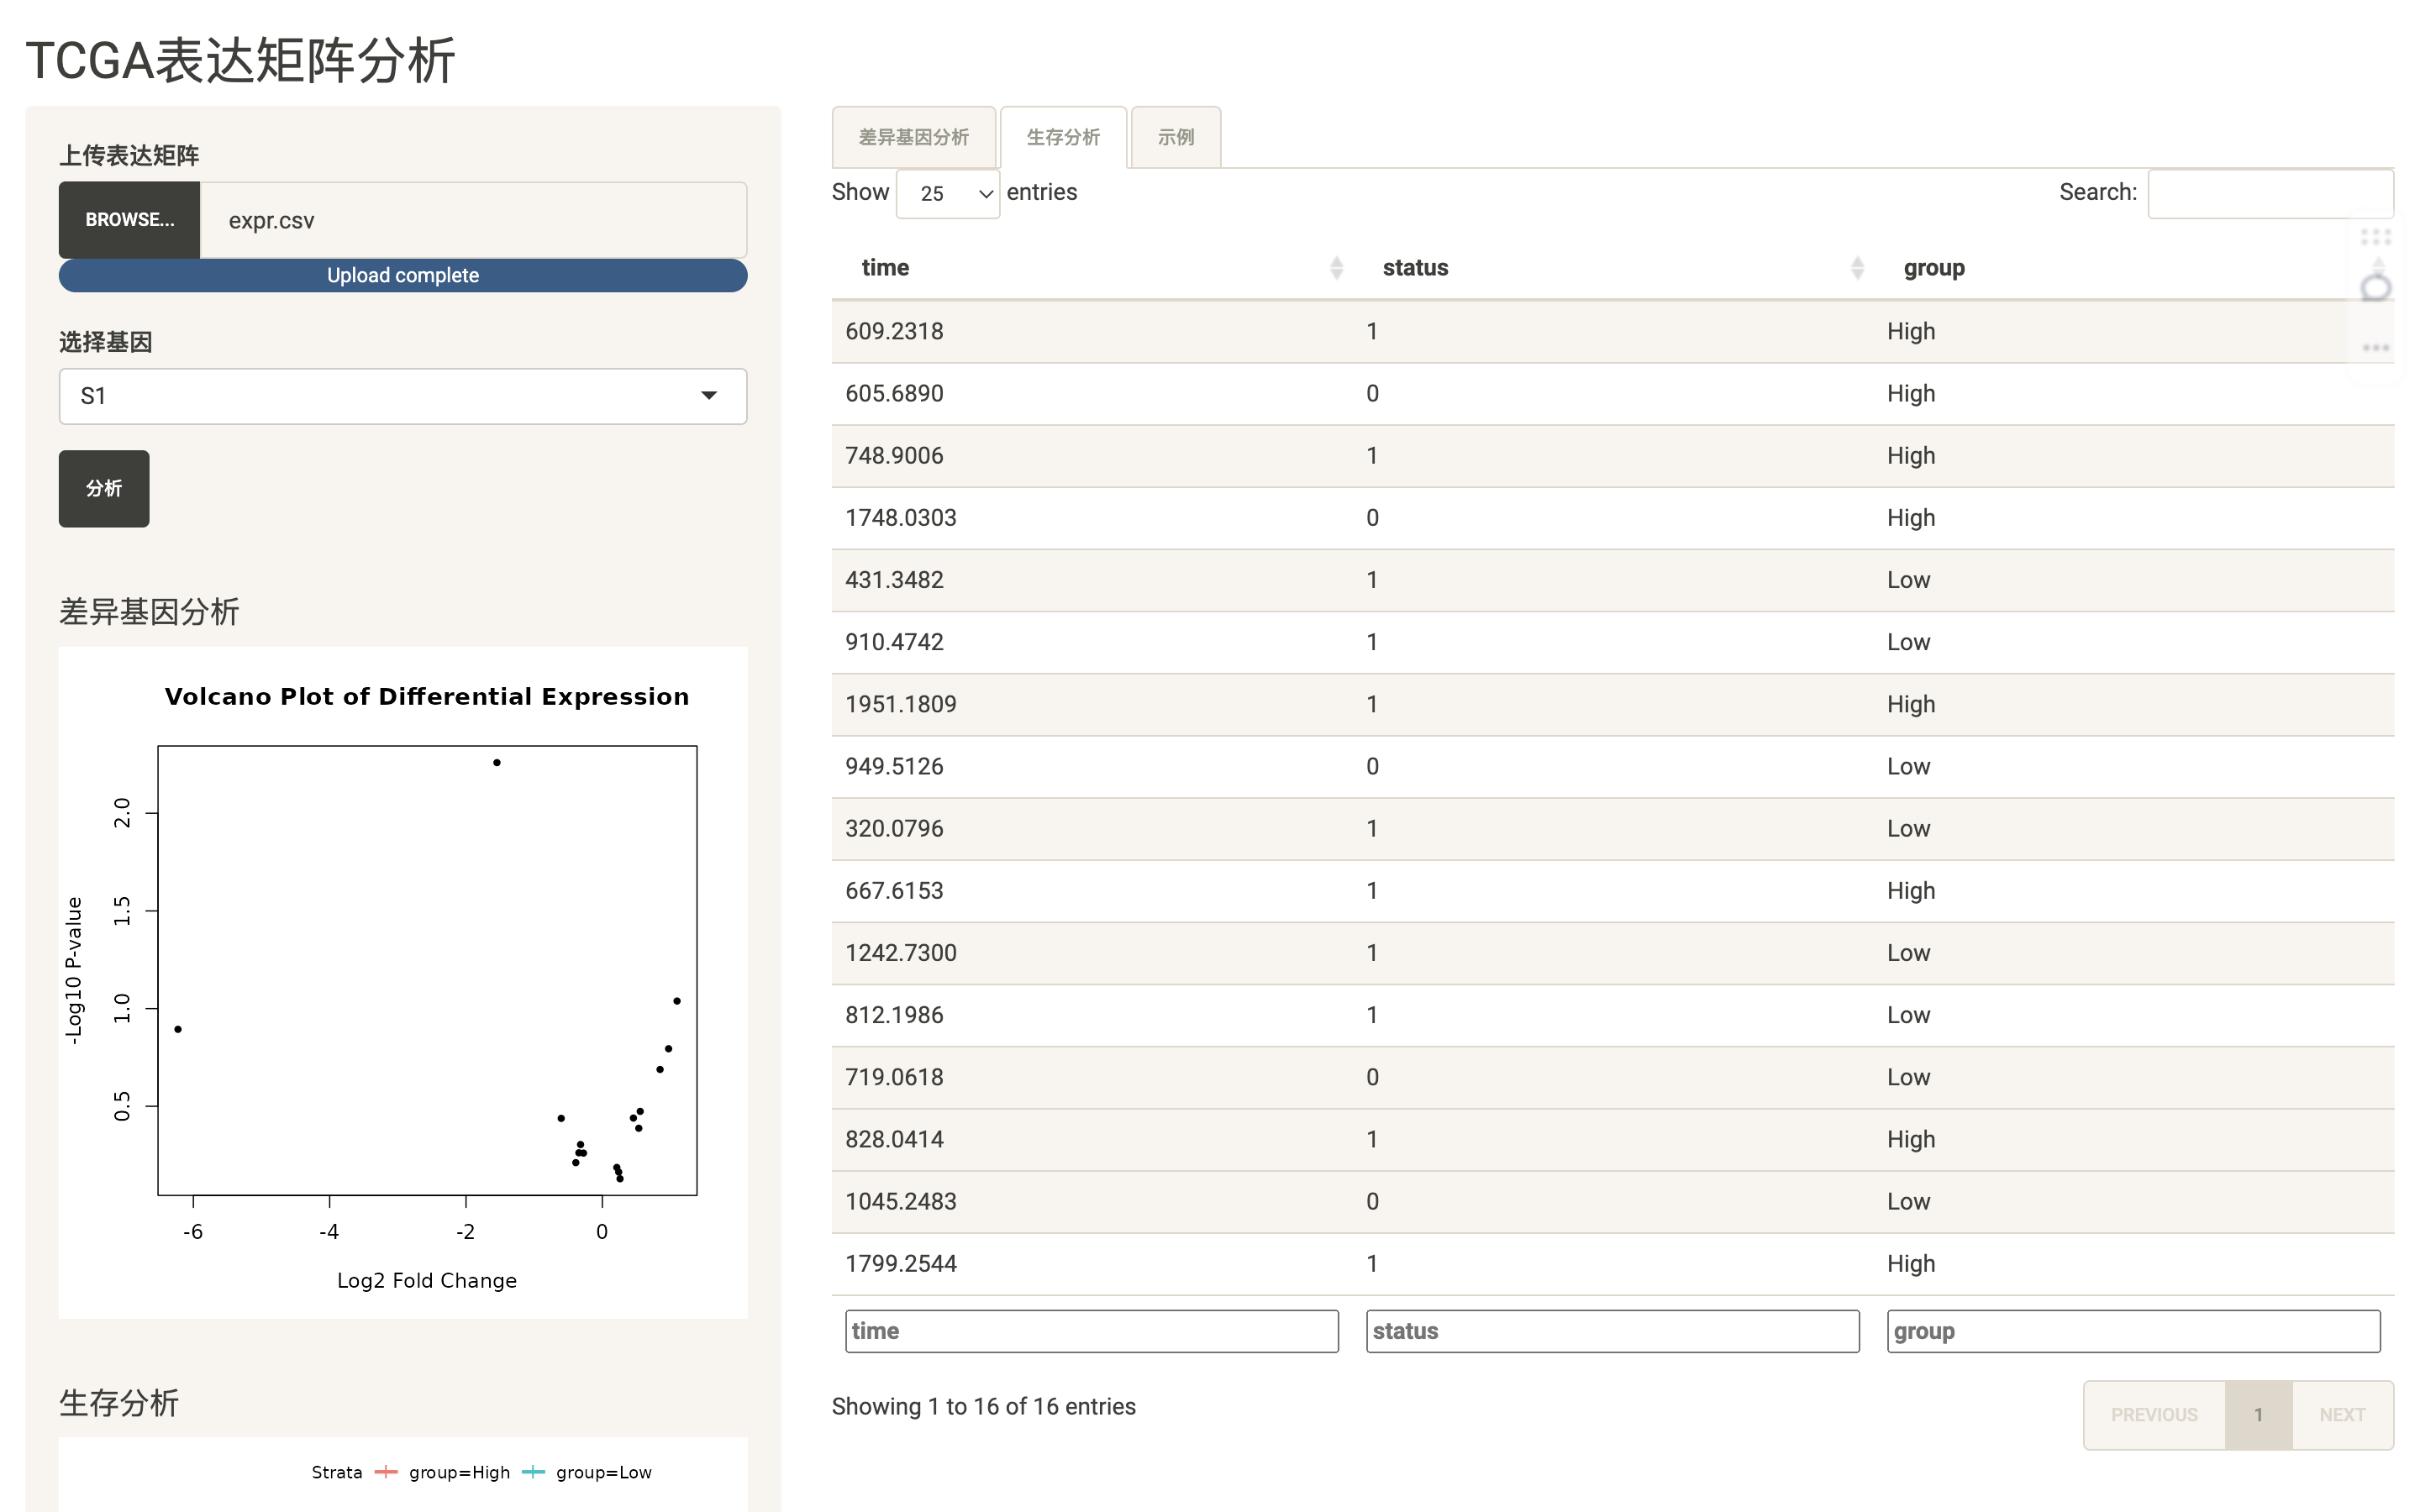 TCGA表达矩阵分析
上传表达矩阵
BROWSE... expr.csv
Upload complete
选择基因
S1
分析
差异基因分析
Volcano Plot of Differential Expression
-Log10 P-value
2.0
1.5
1.0
0.5
-6 -4 -2 0
Log2 Fold Change
生存分析
Strata group=High group=Low
差异基因分析 生存分析 示例
Show 25 entries Search:
time status group
609.2318 1 High
605.6890 0 High
748.9006 1 High
1748.0303 0 High
431.3482 1 Low
910.4742 1 Low
1951.1809 1 High
949.5126 0 Low
320.0796 1 Low
667.6153 1 High
1242.7300 1 Low
812.1986 1 Low
719.0618 0 Low
828.0414 1 High
1045.2483 0 Low
1799.2544 1 High
time status group
Showing 1 to 16 of 16 entries
PREVIOUS 1 NEXT